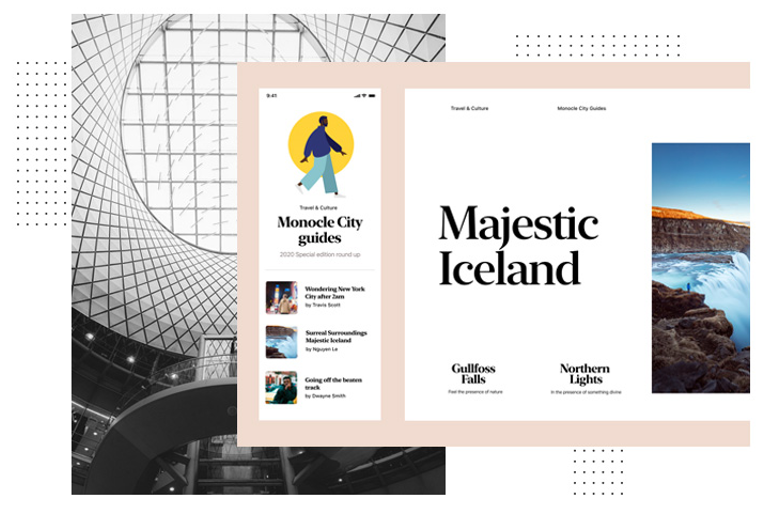 9:41
Travel & Culture
Monocle City
guides
2020 Special edition round up
Wondering New York
City after 2am
by Travis Scott
Surreal Surroundings
Majestic Iceland
by Nguyen Le
Going off the beaten
track
by Dwayne Smith
Travel & Culture
Monocle City Guides
Majestic
Iceland
Gullfoss
Falls
Feel the presence of nature
Northern
Lights
In the presence of something divine